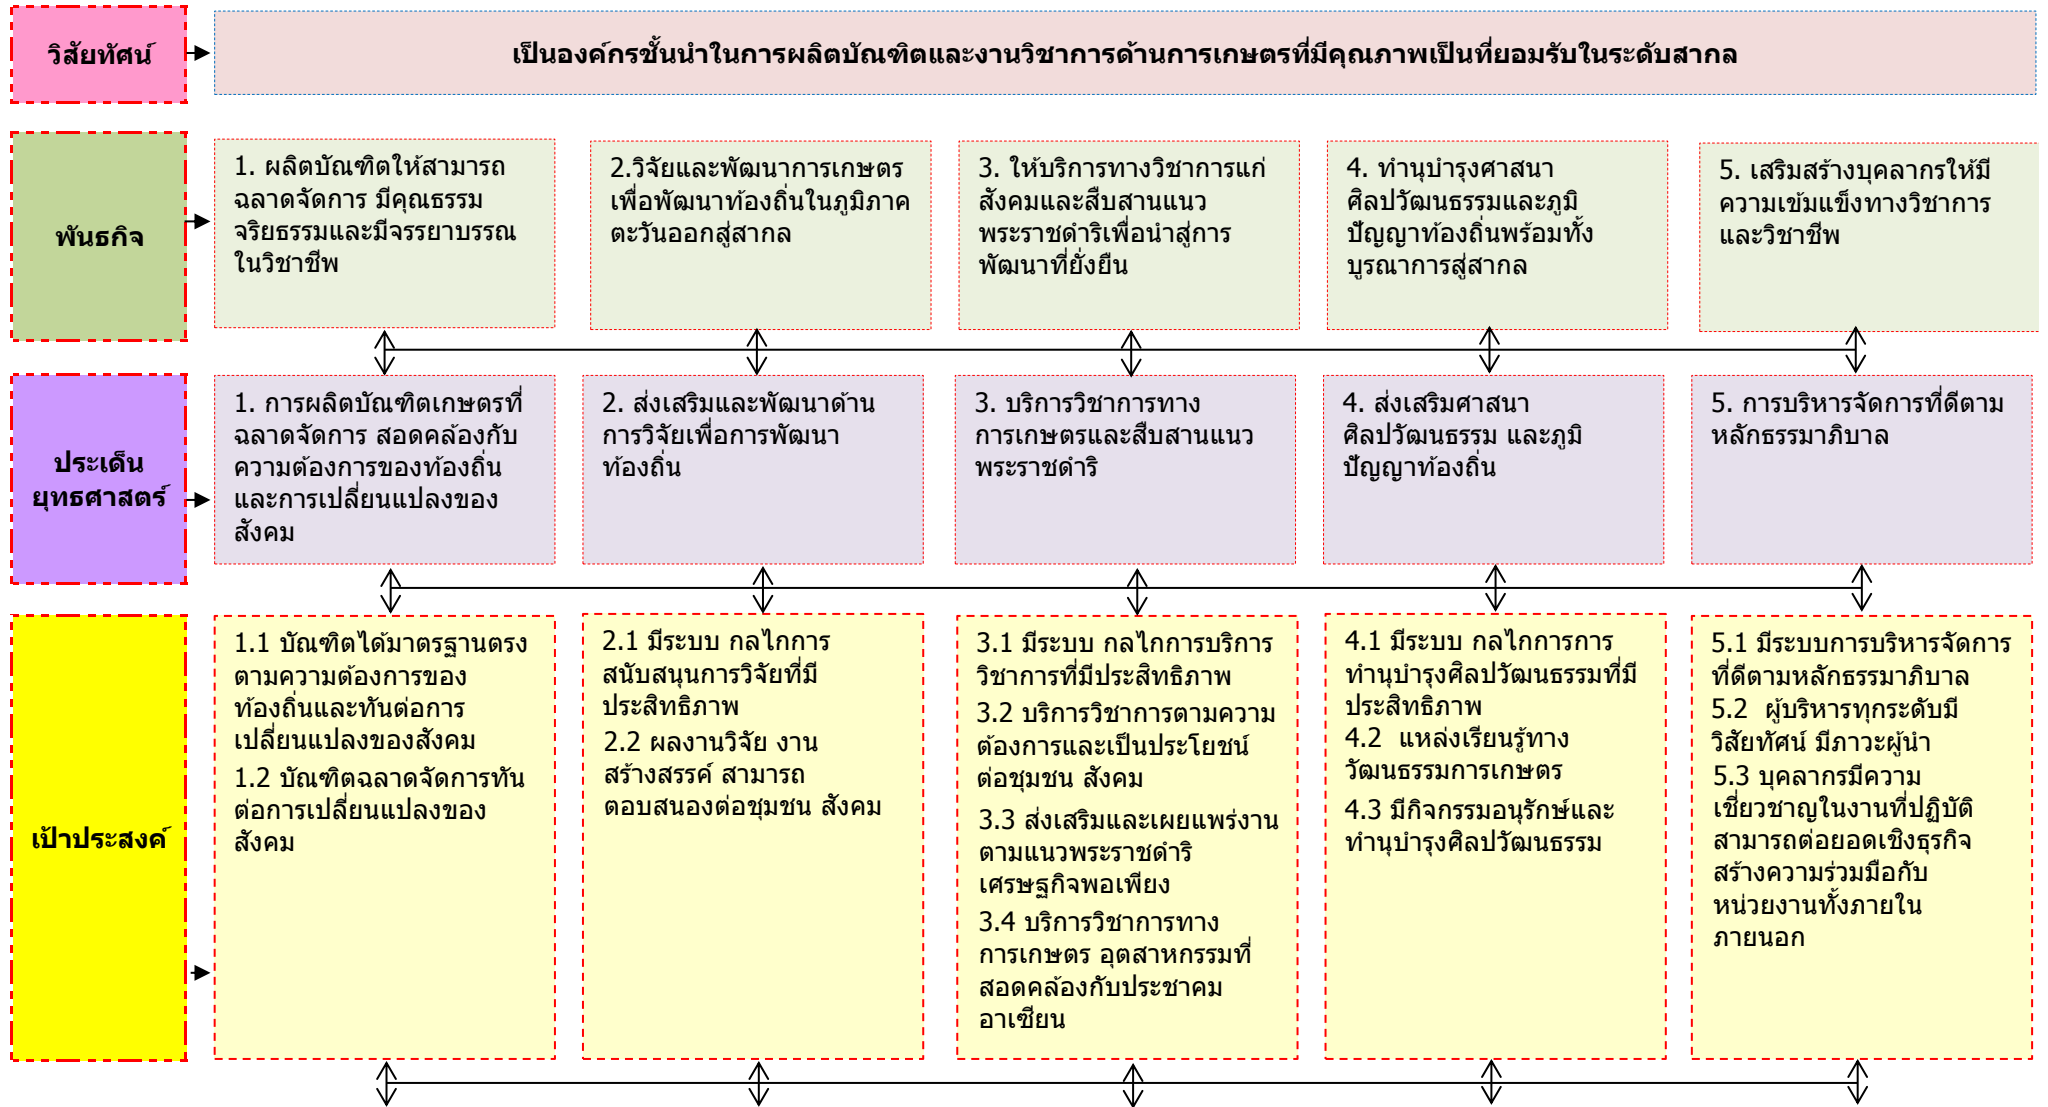 วิสัยทัศน์
เป็นองค์กรชั้นนำในการผลิตบัณฑิตและงานวิชาการด้านการเกษตรที่มีคุณภาพเป็นที่ยอมรับในระดับสากล
พันธกิจ
1. ผลิตบัณฑิตให้สามารถ
ฉลาดจัดการ มีคุณธรรม
จริยธรรมและมีจรรยาบรรณ
ในวิชาชีพ
2.วิจัยและพัฒนาการเกษตร
เพื่อพัฒนาท้องถิ่นในภูมิภาค
ตะวันออกสู่สากล
3. ให้บริการทางวิชาการแก่
สังคมและสืบสานแนว
พระราชดำริเพื่อนำสู่การ
พัฒนาที่ยั่งยืน
4. ทำนุบำรุงศาสนา
ศิลปวัฒนธรรมและภูมิ
ปัญญาท้องถิ่นพร้อมทั้ง
บูรณาการสู่สากล
5. เสริมสร้างบุคลากรให้มี
ความเข้มแข็งทางวิชาการ
และวิชาชีพ
ประเด็น
ยุทธศาสตร์
1. การผลิตบัณฑิตเกษตรที่
ฉลาดจัดการ สอดคล้องกับ
ความต้องการของท้องถิ่น
และการเปลี่ยนแปลงของ
สังคม
2. ส่งเสริมและพัฒนาด้าน
การวิจัยเพื่อการพัฒนา
ท้องถิ่น
3. บริการวิชาการทาง
การเกษตรและสืบสานแนว
พระราชดำริ
4. ส่งเสริมศาสนา
ศิลปวัฒนธรรม และภูมิ
ปัญญาท้องถิ่น
5. การบริหารจัดการที่ดีตาม
หลักธรรมาภิบาล
เป้าประสงค์
1.1 บัณฑิตได้มาตรฐานตรง
ตามความต้องการของ
ท้องถิ่นและทันต่อการ
เปลี่ยนแปลงของสังคม
1.2 บัณฑิตฉลาดจัดการทัน
ต่อการเปลี่ยนแปลงของ
สังคม
2.1 มีระบบ กลไกการ
สนับสนุนการวิจัยที่มี
ประสิทธิภาพ
2.2 ผลงานวิจัย งาน
สร้างสรรค์ สามารถ
ตอบสนองต่อชุมชน สังคม
3.1 มีระบบ กลไกการบริการ
วิชาการที่มีประสิทธิภาพ
3.2 บริการวิชาการตามความ
ต้องการและเป็นประโยชน์
ต่อชุมชน สังคม
3.3 ส่งเสริมและเผยแพร่งาน
ตามแนวพระราชดำริ
เศรษฐกิจพอเพียง
3.4 บริการวิชาการทาง
การเกษตร อุตสาหกรรมที่
สอดคล้องกับประชาคม
อาเซียน
4.1 มีระบบ กลไกการการ
ทำนุบำรุงศิลปวัฒนธรรมที่มี
ประสิทธิภาพ
4.2 แหล่งเรียนรู้ทาง
วัฒนธรรมการเกษตร
4.3 มีกิจกรรมอนุรักษ์และ
ทำนุบำรุงศิลปวัฒนธรรม
5.1 มีระบบการบริหารจัดการ
ที่ดีตามหลักธรรมาภิบาล
5.2 ผู้บริหารทุกระดับมี
วิสัยทัศน์ มีภาวะผู้นำ
5.3 บุคลากรมีความ
เชี่ยวชาญในงานที่ปฏิบัติ
สามารถต่อยอดเชิงธุรกิจ
สร้างความร่วมมือกับ
หน่วยงานทั้งภายใน
ภายนอก